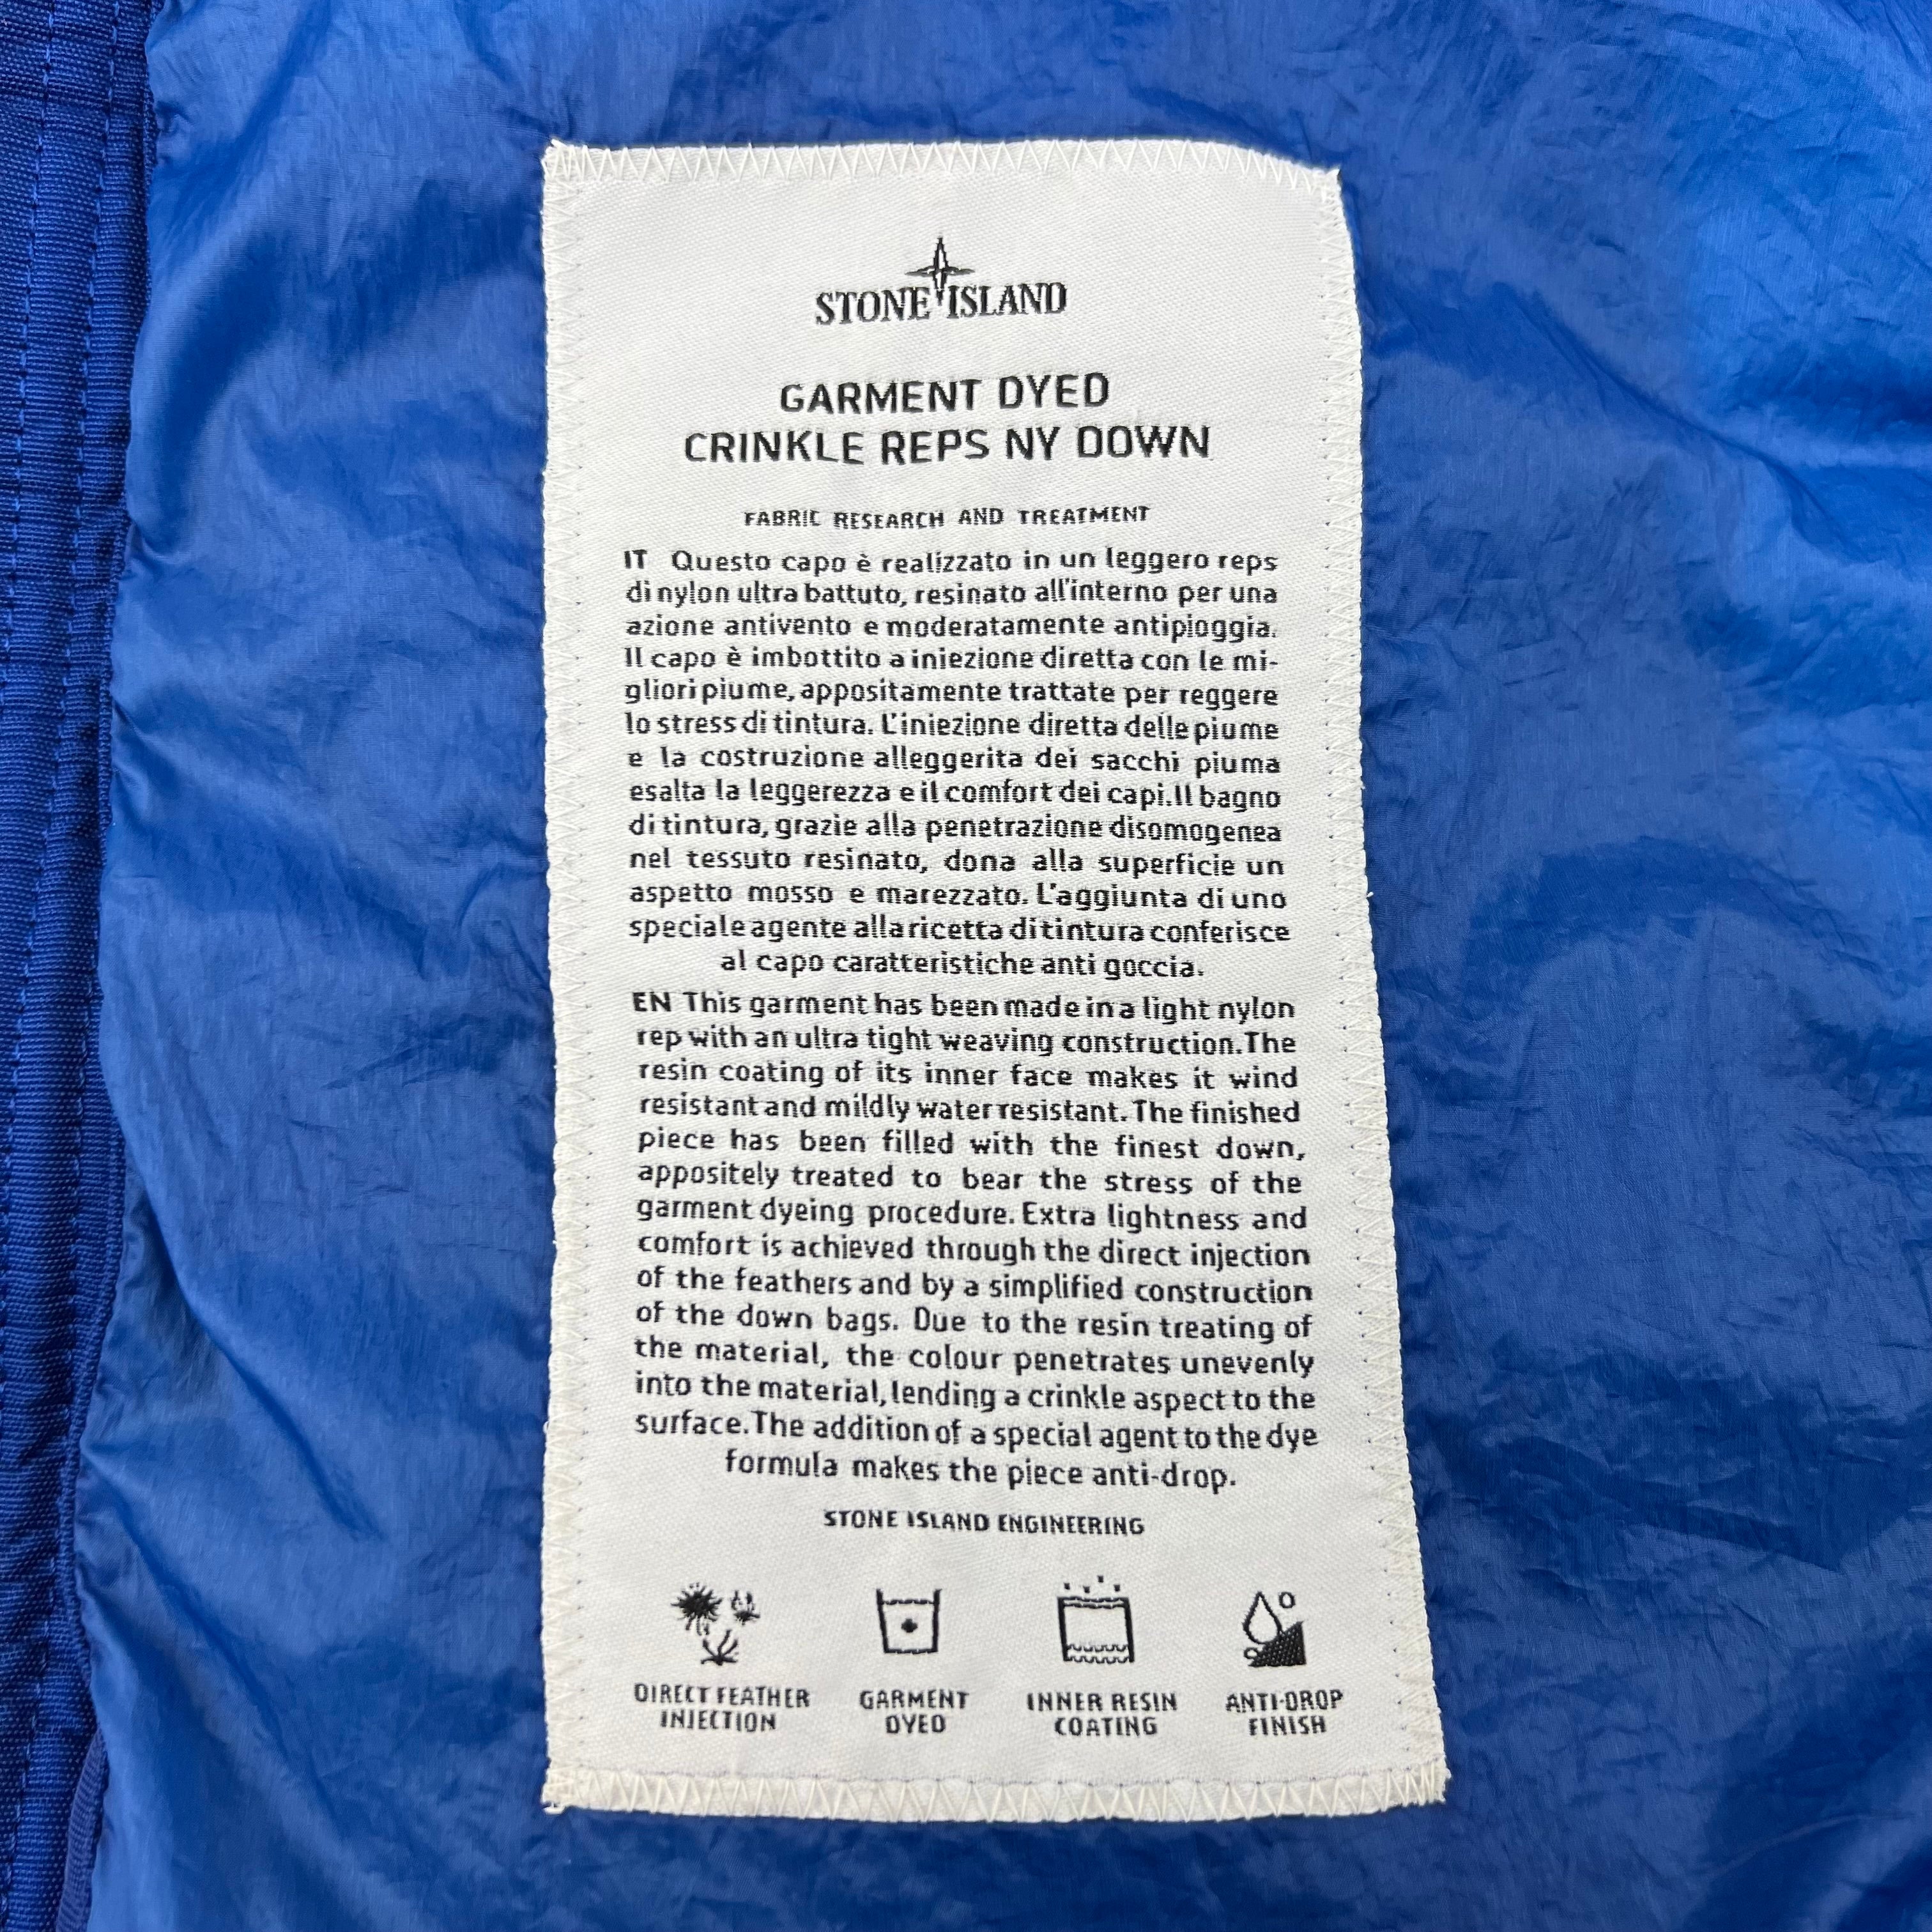 STONE ISLAND
GARMENT DYED
CRINKLE REPS NY DOWN
FABRIC RESEARCH AND TREATMENT
IT Questo capo è realizzato in un leggero reps
di nylon ultra battuto, resinato all'interno per una
azione antivento e moderatamente antipioggia.
Il capo è imbottito a iniezione diretta con le mi-
gliori piume, appositamente trattate per reggere
lo stress di tintura. L'iniezione diretta delle piume
e la costruzione alleggerita dei sacchi piuma
esalta la leggerezza e il comfort dei capi. Il bagno
di tintura, grazie alla penetrazione disomogenea
nel tessuto resinato, dona alla superficie un
aspetto mosso e marezzato. L'aggiunta di uno
speciale agente alla ricetta di tintura conferisce
al capo caratteristiche anti goccia.
EN This garment has been made in a light nylon
rep with an ultra tight weaving construction. The
resin coating of its inner face makes it wind
resistant and mildly water resistant. The finished
piece has been filled with the finest down,
appositely treated to bear the stress of the
garment dyeing procedure. Extra lightness and
comfort is achieved through the direct injection
of the feathers and by a simplified construction
of the down bags. Due to the resin treating of
the material, the colour penetrates unevenly
into the material, lending a crinkle aspect to the
surface. The addition of a special agent to the dye
formula makes the piece anti-drop.
STONE ISLAND ENGINEERING
DIRECT FEATHER GARMENT INNER RESIN ANTI-DROP
INJECTION DYED COATING FINISH